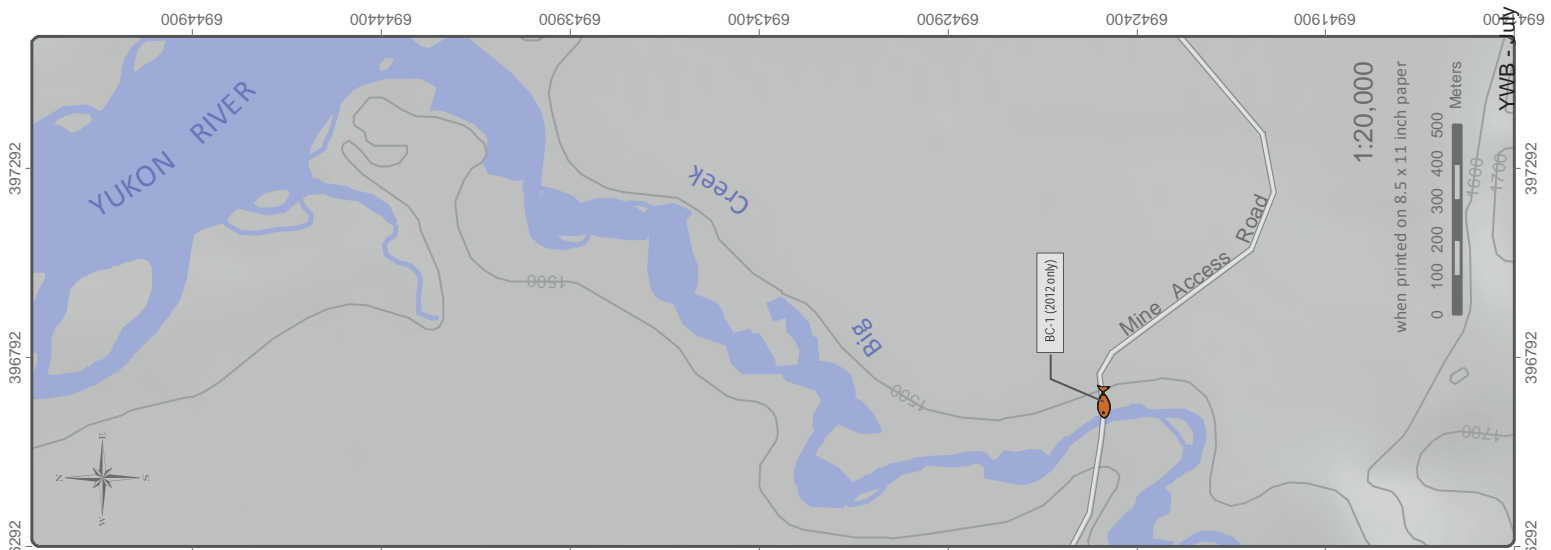 6944900
6944400
6943900
6943400
6942900
6942400
6941900
YWB - July
YUKON RIVER
Creek
Big
1500
1500
BC-1 (2012 only)
Mine Access Road
1:20,000
when printed on 8.5 x 11 inch paper
0 100 200 300 400 500
Meters
1600
1700
1700
397292
397292
396792
396792
N
E
S
W